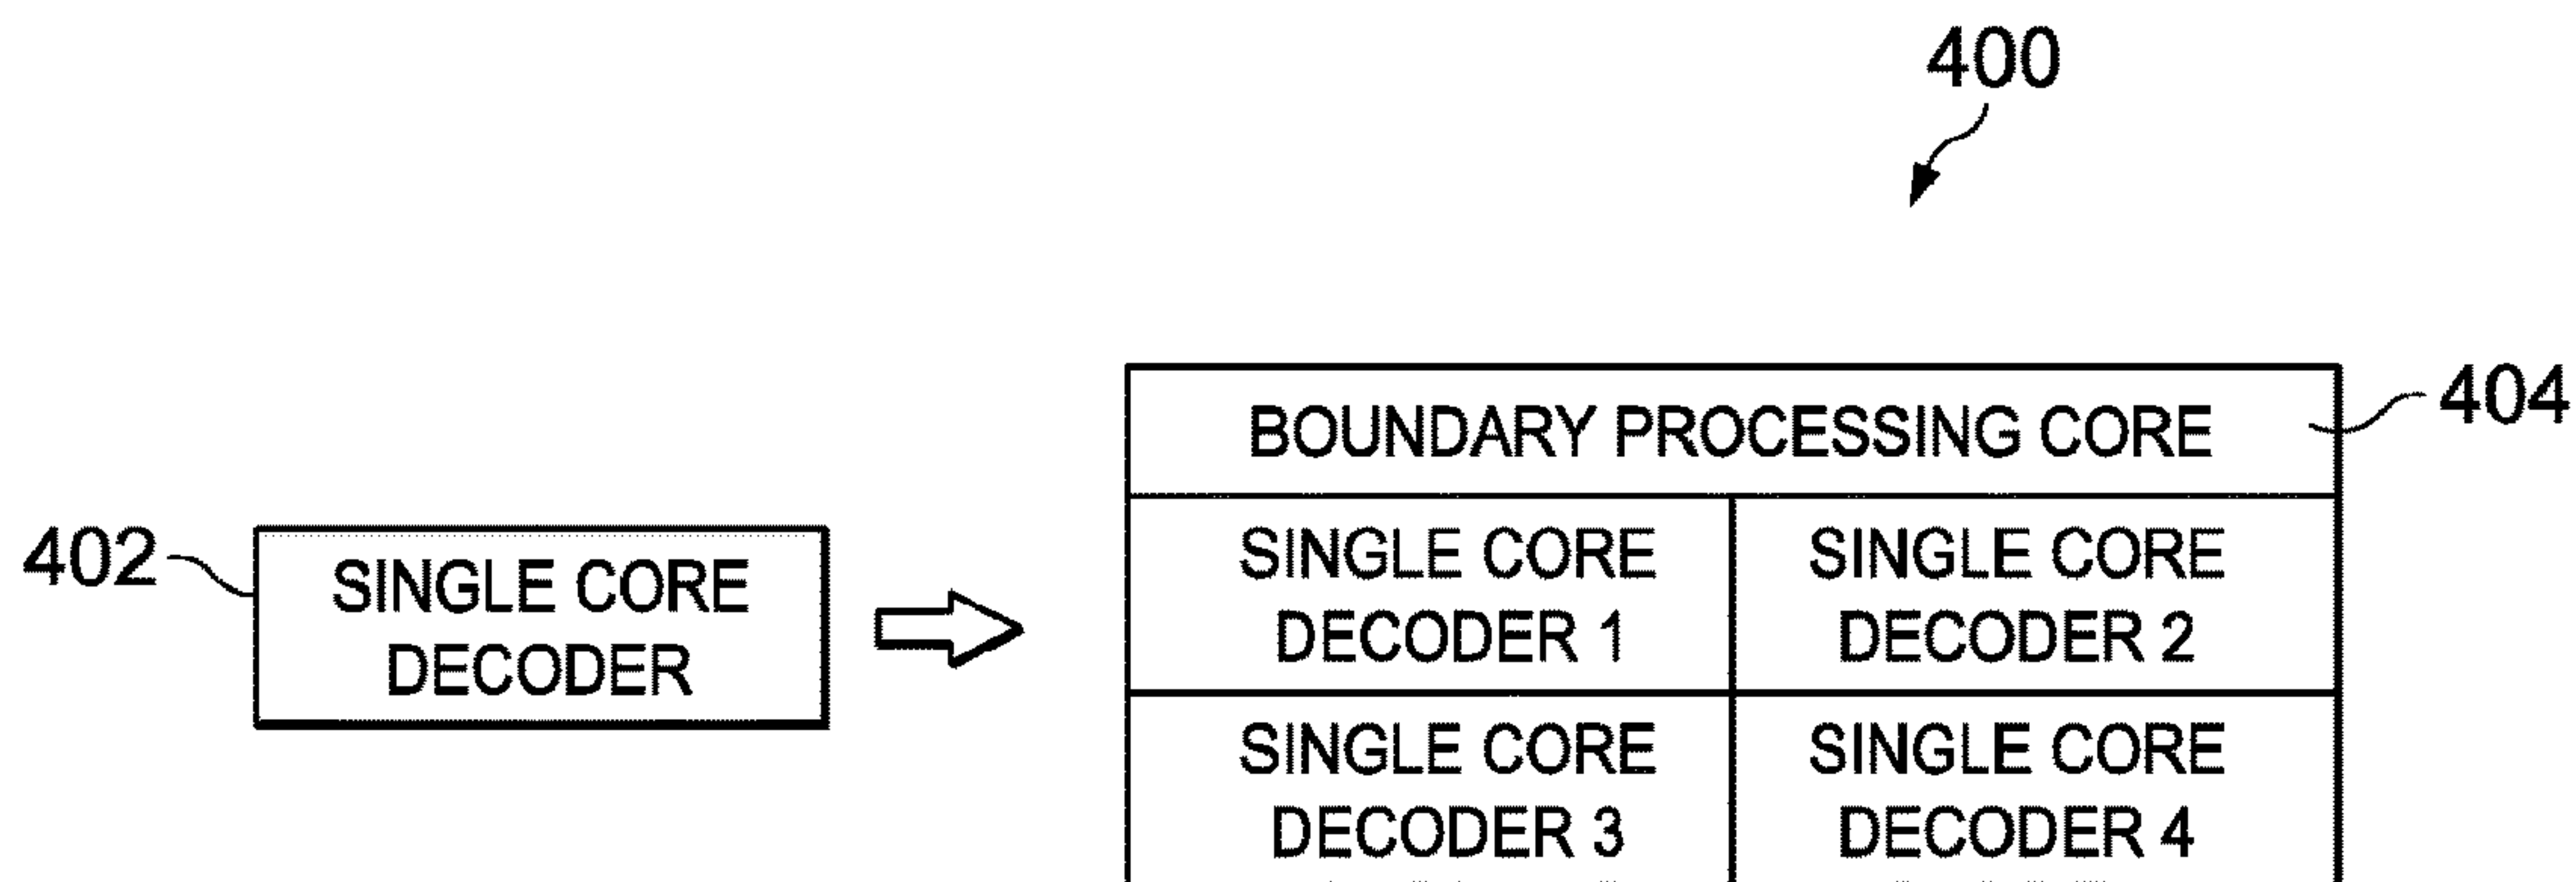 400
BOUNDARY PROCESSING CORE
404
402
SINGLE CORE
DECODER
SINGLE CORE
DECODER 1
SINGLE CORE
DECODER 2
SINGLE CORE
DECODER 3
SINGLE CORE
DECODER 4